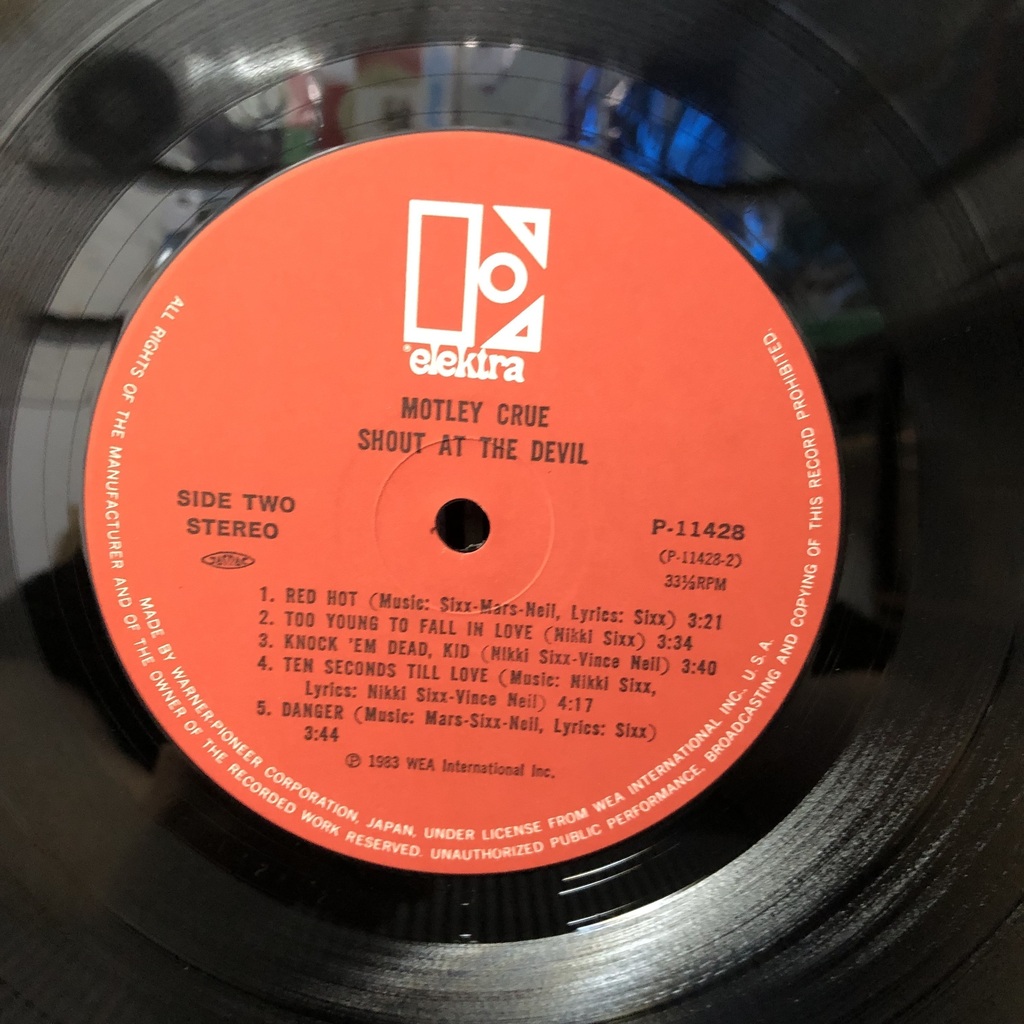 elektra
MOTLEY CRUE
SHOUT AT THE DEVIL
SIDE TWO
STEREO
P-11428
(P-11428-2)
33⅓RPM
1. RED HOT (Music: Sixx-Mars-Neil, Lyrics: Sixx) 3:21
2. TOO YOUNG TO FALL IN LOVE (Nikki Sixx) 3:34
3. KNOCK 'EM DEAD, KID (Nikki Sixx-Vince Neil) 3:40
4. TEN SECONDS TILL LOVE (Music: Nikki Sixx,
Lyrics: Nikki Sixx-Vince Neil) 4:17
5. DANGER (Music: Mars-Sixx-Neil, Lyrics: Sixx)
3:44
℗ 1983 WEA International Inc.
MADE BY WARNER-PIONEER CORPORATION, JAPAN, UNDER LICENSE FROM WEA INTERNATIONAL INC., U.S.A.
ALL RIGHTS OF THE MANUFACTURER AND OF THE OWNER OF THE RECORDED WORK RESERVED. UNAUTHORIZED PUBLIC PERFORMANCE, BROADCASTING AND COPYING OF THIS RECORD PROHIBITED.